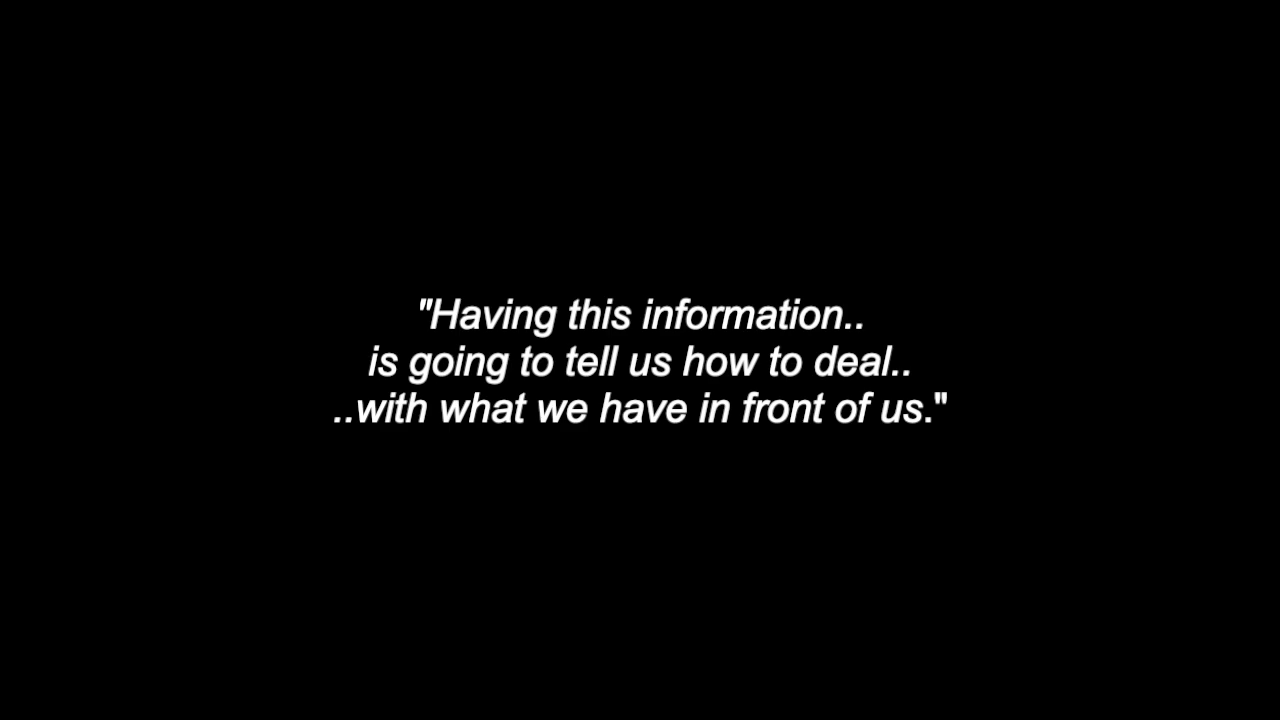 "Having this information..
is going to tell us how to deal..
..with what we have in front of us."